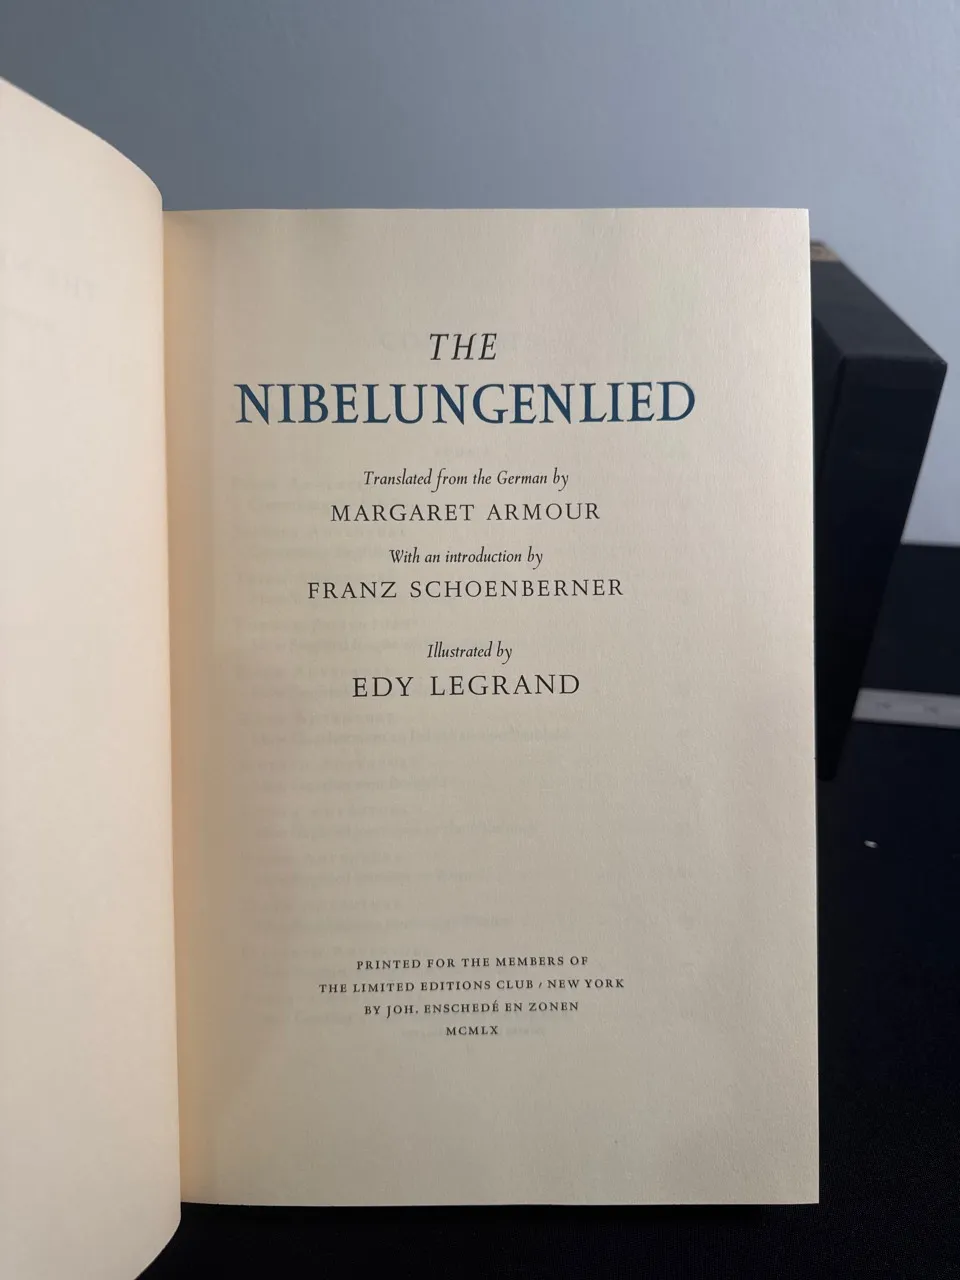 THE
NIBELUNGENLIED
Translated from the German by
MARGARET ARMOUR
With an introduction by
FRANZ SCHOENBERNER
Illustrated by
EDY LEGRAND
PRINTED FOR THE MEMBERS OF
THE LIMITED EDITIONS CLUB / NEW YORK
BY JOH. ENSCHEDÉ EN ZONEN
MCMLX